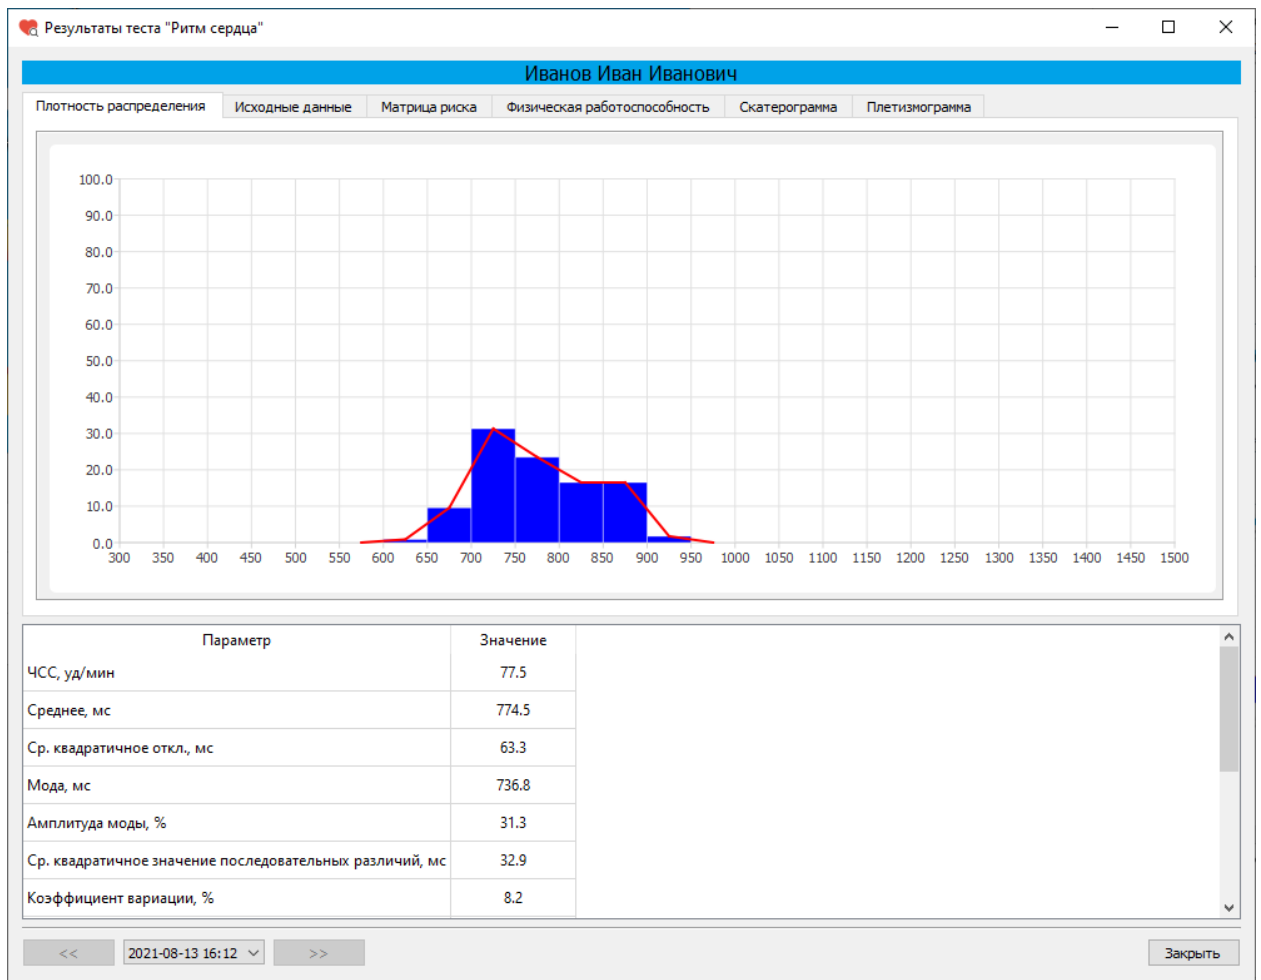 Результаты теста "Ритм сердца"
Иванов Иван Иванович
Плотность распределения Исходные данные Матрица риска Физическая работоспособность Скатерограмма Плетизмограмма
100.0
90.0
80.0
70.0
60.0
50.0
40.0
30.0
20.0
10.0
0.0
300 350 400 450 500 550 600 650 700 750 800 850 900 950 1000 1050 1100 1150 1200 1250 1300 1350 1400 1450 1500
Параметр Значение
ЧСС, уд/мин 77.5
Среднее, мс 774.5
Ср. квадратичное откл., мс 63.3
Мода, мс 736.8
Амплитуда моды, % 31.3
Ср. квадратичное значение последовательных различий, мс 32.9
Коэффициент вариации, % 8.2
<< 2021-08-13 16:12 >> Закрыть